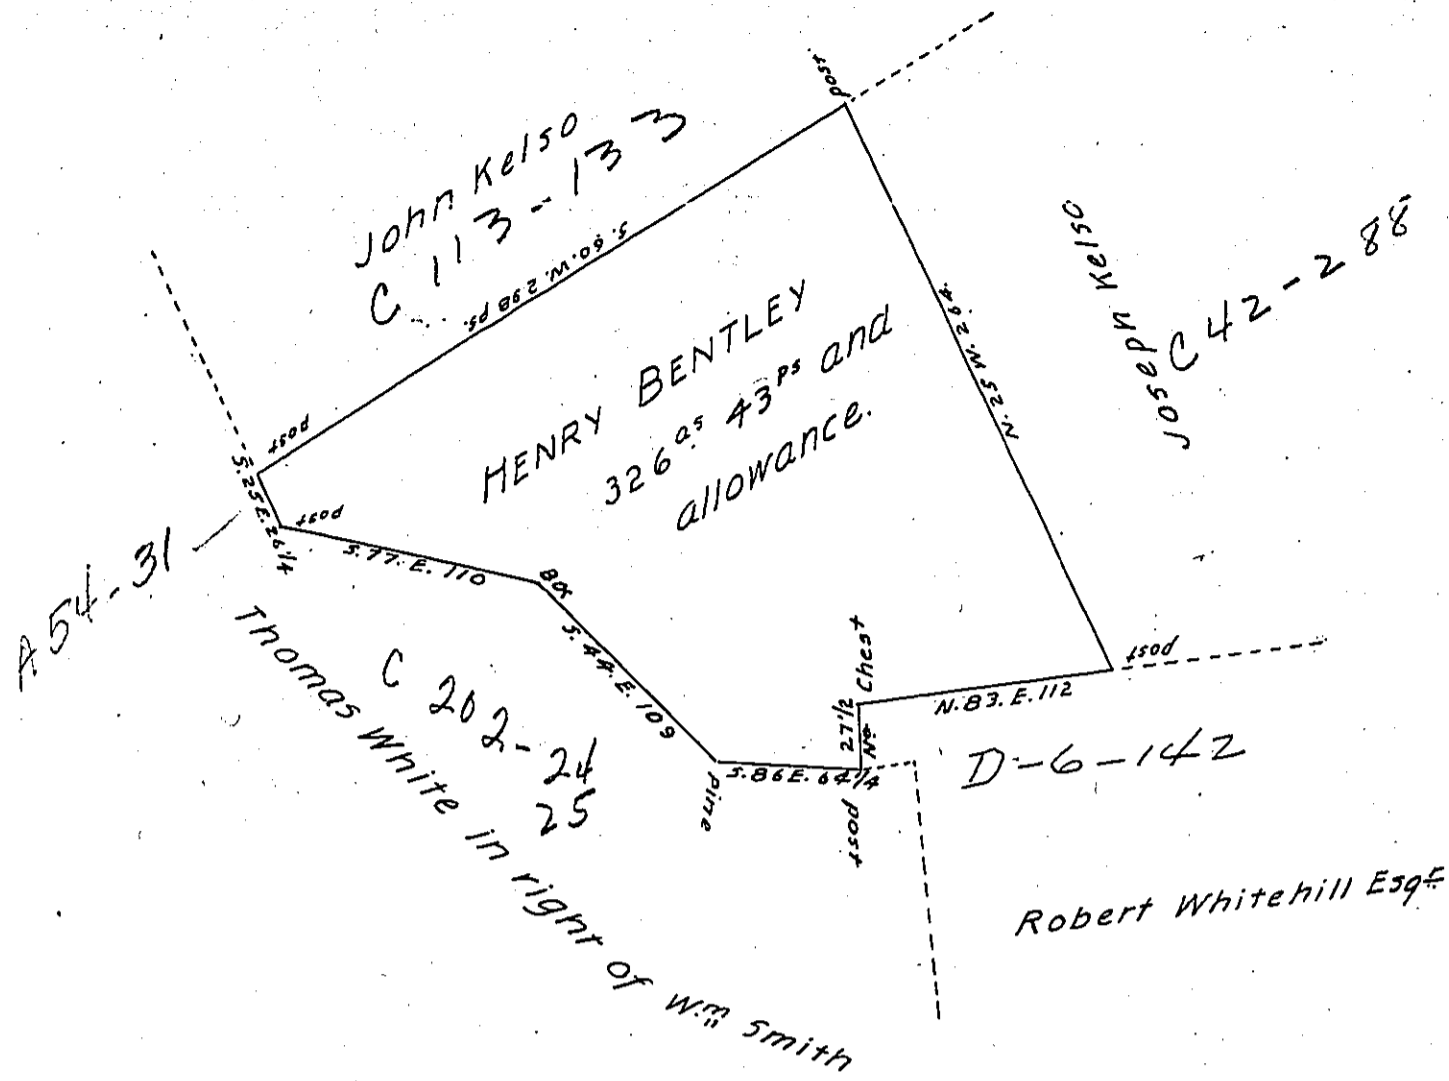 post
John Kelso
C 113-133
S. 60. W. 298 ps.
Joseph Kelso
C 42-288
N. 25 W. 264.
HENRY BENTLEY
326 as 43 ps and
allowance.
post
S. 25 E. 26 1/4
post
A 54-31
S. 77. E. 110
S. 44. E. 109
Thomas White in right of Wm Smith
C 202-24
25
Pine
S. 86 E. 64 1/4
post
27 1/2
No
Chest
N. 83. E. 112
post
D-6-142
Robert Whitehill Esqr